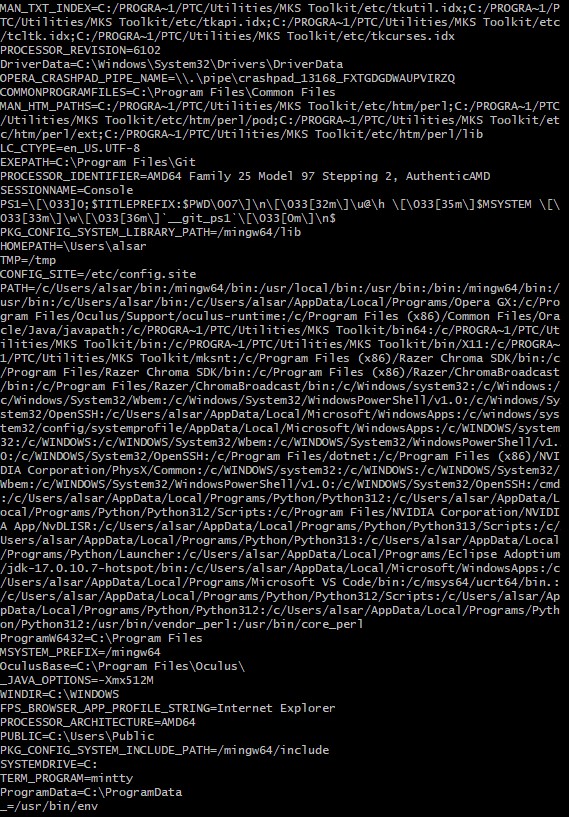 MAN_TXT_INDEX=C:/PROGRA~1/PTC/Utilities/MKS Toolkit/etc/tkutil.idx;C:/PROGRA~1/P
TC/Utilities/MKS Toolkit/etc/tkapi.idx;C:/PROGRA~1/PTC/Utilities/MKS Toolkit/etc
/tcltk.idx;C:/PROGRA~1/PTC/Utilities/MKS Toolkit/etc/tkcurses.idx
PROCESSOR_REVISION=6102
DriverData=C:\Windows\System32\Drivers\DriverData
OPERA_CRASHPAD_PIPE_NAME=\\.\pipe\crashpad_13168_FXTGDGDWAUPVIRZQ
COMMONPROGRAMFILES=C:\Program Files\Common Files
MAN_HTM_PATHS=C:/PROGRA~1/PTC/Utilities/MKS Toolkit/etc/htm/perl;C:/PROGRA~1/PTC
/Utilities/MKS Toolkit/etc/htm/perl/pod;C:/PROGRA~1/PTC/Utilities/MKS Toolkit/et
c/htm/perl/ext;C:/PROGRA~1/PTC/Utilities/MKS Toolkit/etc/htm/perl/lib
LC_CTYPE=en_US.UTF-8
EXEPATH=C:\Program Files\Git
PROCESSOR_IDENTIFIER=AMD64 Family 25 Model 97 Stepping 2, AuthenticAMD
SESSIONNAME=Console
PS1=\[\033]0;$TITLEPREFIX:$PWD\007\]\n\[\033[32m\]\u@\h \[\033[35m\]$MSYSTEM \[\
033[33m\]\w\[\033[36m\]`__git_ps1`\[\033[0m\]\n$
PKG_CONFIG_SYSTEM_LIBRARY_PATH=/mingw64/lib
HOMEPATH=\Users\alsar
TMP=/tmp
CONFIG_SITE=/etc/config.site
PATH=/c/Users/alsar/bin:/mingw64/bin:/usr/local/bin:/usr/bin:/bin:/mingw64/bin:/
usr/bin:/c/Users/alsar/bin:/c/Users/alsar/AppData/Local/Programs/Opera GX:/c/Pro
gram Files/Oculus/Support/oculus-runtime:/c/Program Files (x86)/Common Files/Ora
cle/Java/javapath:/c/PROGRA~1/PTC/Utilities/MKS Toolkit/bin64:/c/PROGRA~1/PTC/Ut
ilities/MKS Toolkit/bin:/c/PROGRA~1/PTC/Utilities/MKS Toolkit/bin/X11:/c/PROGRA~
1/PTC/Utilities/MKS Toolkit/mksnt:/c/Program Files (x86)/Razer Chroma SDK/bin:/c
/Program Files/Razer Chroma SDK/bin:/c/Program Files (x86)/Razer/ChromaBroadcast
/bin:/c/Program Files/Razer/ChromaBroadcast/bin:/c/Windows/system32:/c/Windows:/
c/Windows/System32/Wbem:/c/Windows/System32/WindowsPowerShell/v1.0:/c/Windows/Sy
stem32/OpenSSH:/c/Users/alsar/AppData/Local/Microsoft/WindowsApps:/c/windows/sys
tem32/config/systemprofile/AppData/Local/Microsoft/WindowsApps:/c/WINDOWS/system
32:/c/WINDOWS:/c/WINDOWS/System32/Wbem:/c/WINDOWS/System32/WindowsPowerShell/v1.
0:/c/WINDOWS/System32/OpenSSH:/c/Program Files/dotnet:/c/Program Files (x86)/NVI
DIA Corporation/PhysX/Common:/c/WINDOWS/system32:/c/WINDOWS:/c/WINDOWS/System32/
Wbem:/c/WINDOWS/System32/WindowsPowerShell/v1.0:/c/WINDOWS/System32/OpenSSH:/cmd
:/c/Users/alsar/AppData/Local/Programs/Python/Python312:/c/Users/alsar/AppData/L
ocal/Programs/Python/Python312/Scripts:/c/Program Files/NVIDIA Corporation/NVIDI
A App/NvDLISR:/c/Users/alsar/AppData/Local/Programs/Python/Python313/Scripts:/c/
Users/alsar/AppData/Local/Programs/Python/Python313:/c/Users/alsar/AppData/Local
/Programs/Python/Launcher:/c/Users/alsar/AppData/Local/Programs/Eclipse Adoptium
/jdk-17.0.10.7-hotspot/bin:/c/Users/alsar/AppData/Local/Microsoft/WindowsApps:/c
/Users/alsar/AppData/Local/Programs/Microsoft VS Code/bin:/c/msys64/ucrt64/bin.:
/c/Users/alsar/AppData/Local/Programs/Python/Python312/Scripts:/c/Users/alsar/Ap
pData/Local/Programs/Python/Python312:/c/Users/alsar/AppData/Local/Programs/Pyth
on/Python312:/usr/bin/vendor_perl:/usr/bin/core_perl
ProgramW6432=C:\Program Files
MSYSTEM_PREFIX=/mingw64
OculusBase=C:\Program Files\Oculus\
_JAVA_OPTIONS=-Xmx512M
WINDIR=C:\WINDOWS
FPS_BROWSER_APP_PROFILE_STRING=Internet Explorer
PROCESSOR_ARCHITECTURE=AMD64
PUBLIC=C:\Users\Public
PKG_CONFIG_SYSTEM_INCLUDE_PATH=/mingw64/include
SYSTEMDRIVE=C:
TERM_PROGRAM=mintty
ProgramData=C:\ProgramData
_=/usr/bin/env